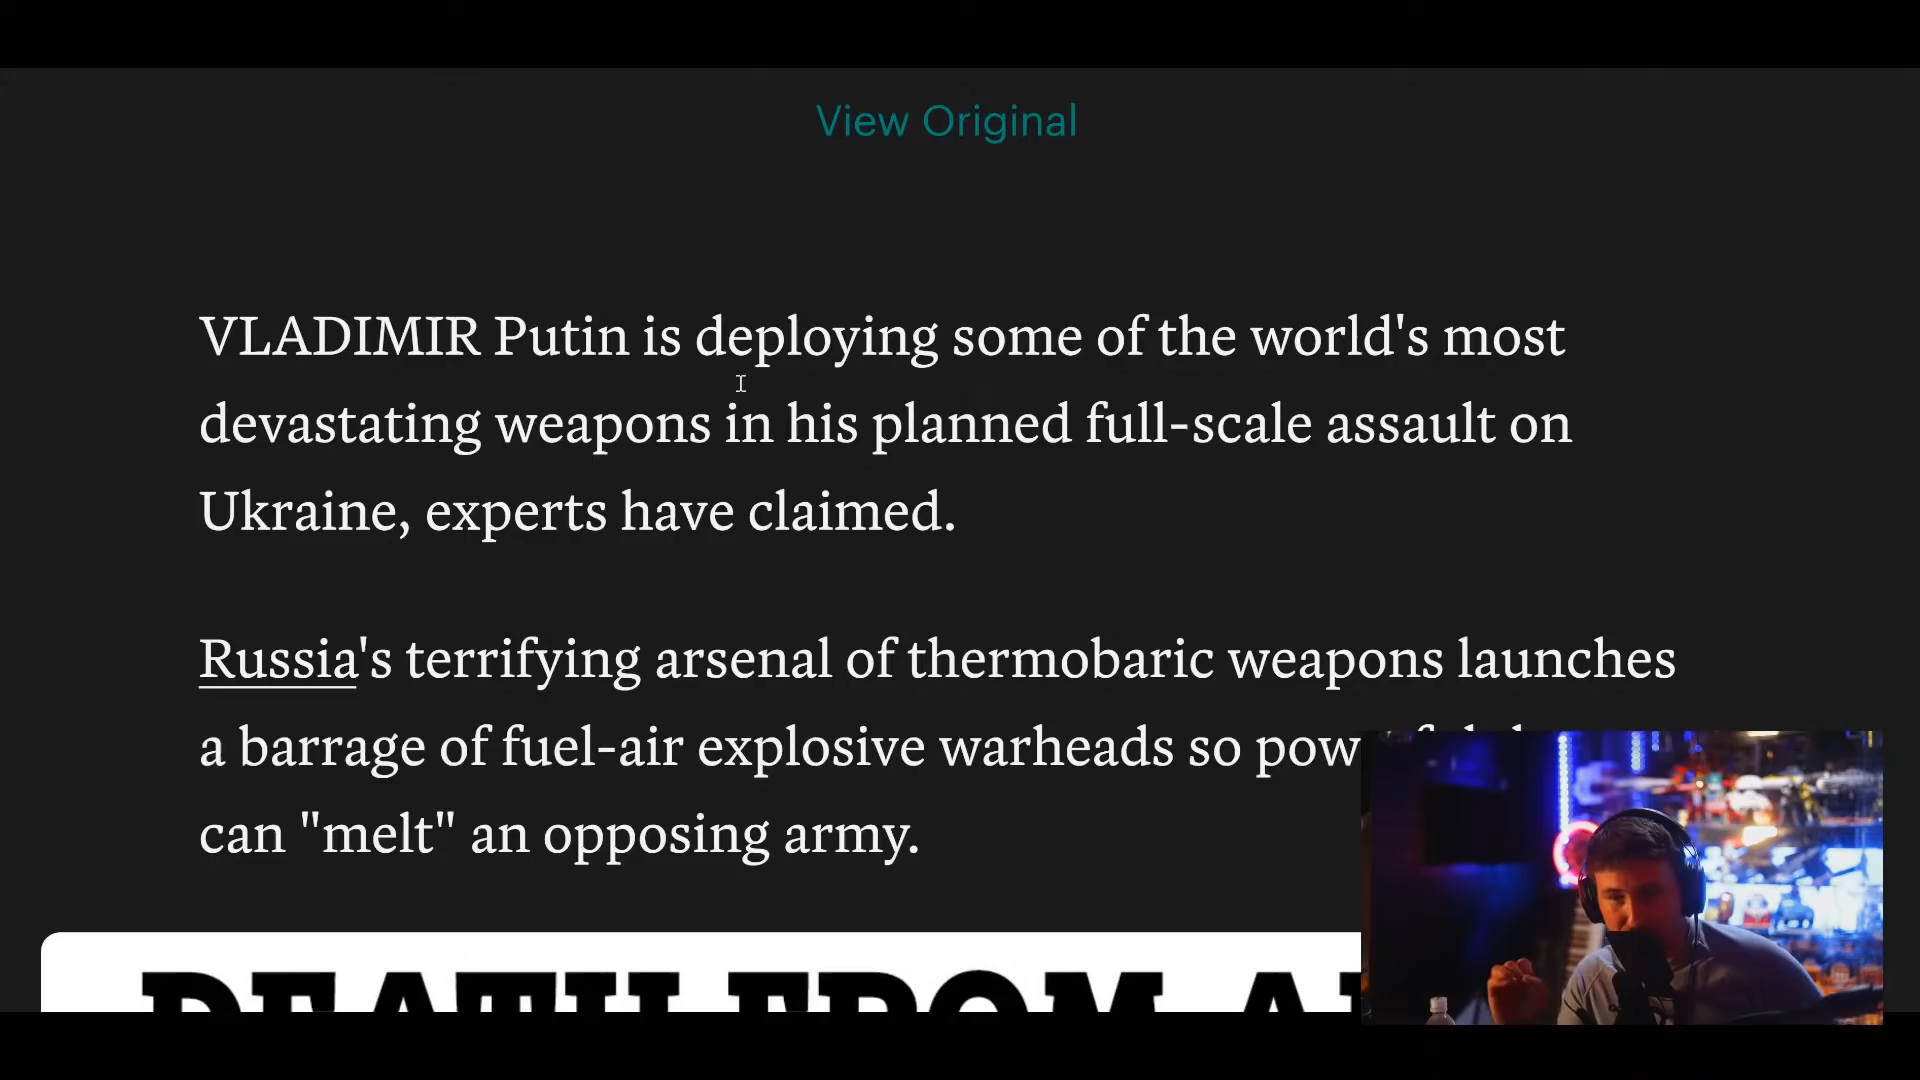 View Original
VLADIMIR Putin is deploying some of the world's most
devastating weapons in his planned full-scale assault on
Ukraine, experts have claimed.
Russia's terrifying arsenal of thermobaric weapons launches
a barrage of fuel-air explosive warheads so
can "melt" an opposing army.
DEATH FROM